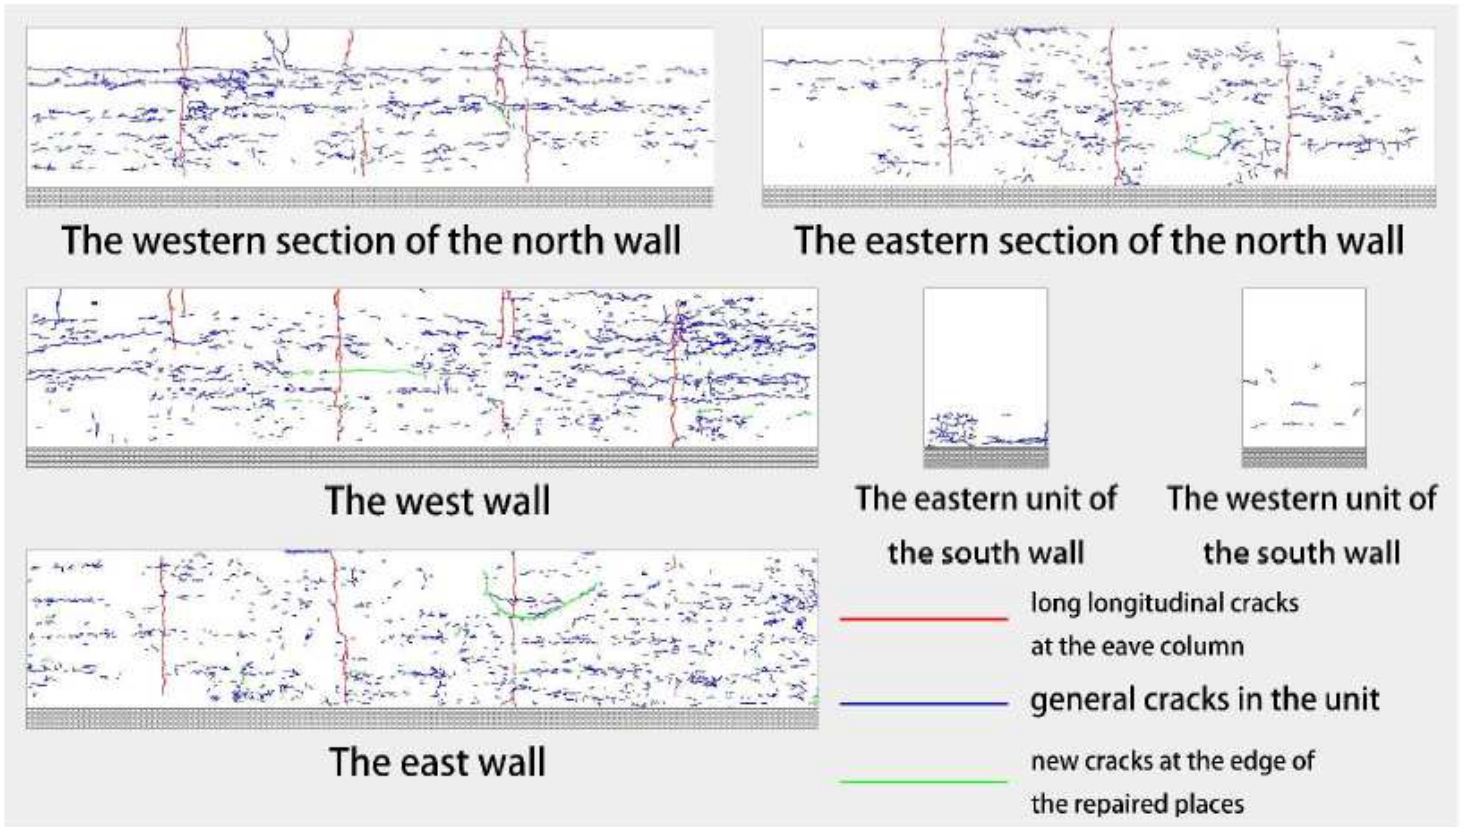 The western section of the north wall
The eastern section of the north wall
The west wall
The eastern unit of
the south wall
The western unit of
the south wall
The east wall
long longitudinal cracks
at the eave column
general cracks in the unit
new cracks at the edge of
the repaired places